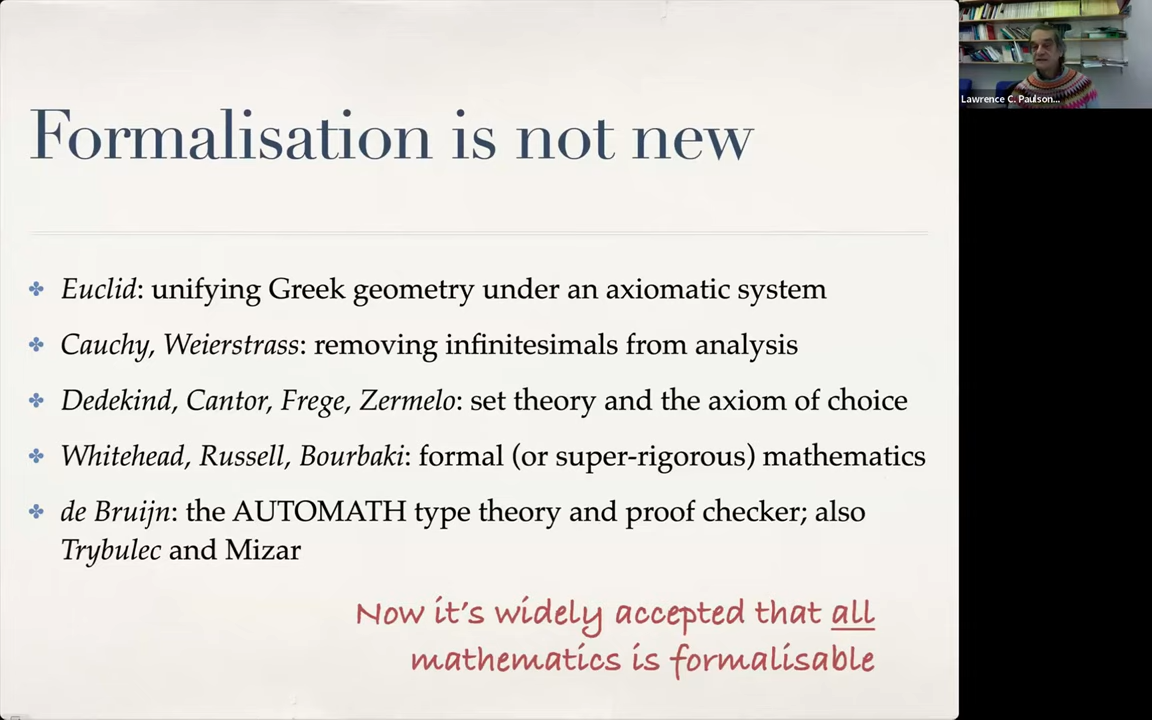 Formalisation is not new
Euclid: unifying Greek geometry under an axiomatic system
Cauchy, Weierstrass: removing infinitesimals from analysis
Dedekind, Cantor, Frege, Zermelo: set theory and the axiom of choice
Whitehead, Russell, Bourbaki: formal (or super-rigorous) mathematics
de Bruijn: the AUTOMATH type theory and proof checker; also
Trybulec and Mizar
Now it's widely accepted that all
mathematics is formalisable
Lawrence C. Paulson...